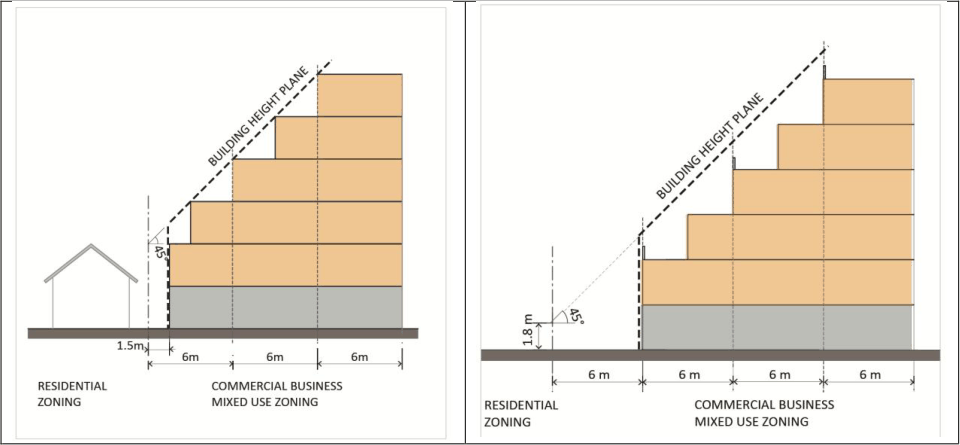 BUILDING HEIGHT PLANE
45°
1.5m
6m
6m
6m
RESIDENTIAL
ZONING
COMMERCIAL BUSINESS
MIXED USE ZONING
BUILDING HEIGHT PLANE
45°
1.8 m
6 m
6 m
6 m
6 m
RESIDENTIAL
ZONING
COMMERCIAL BUSINESS
MIXED USE ZONING